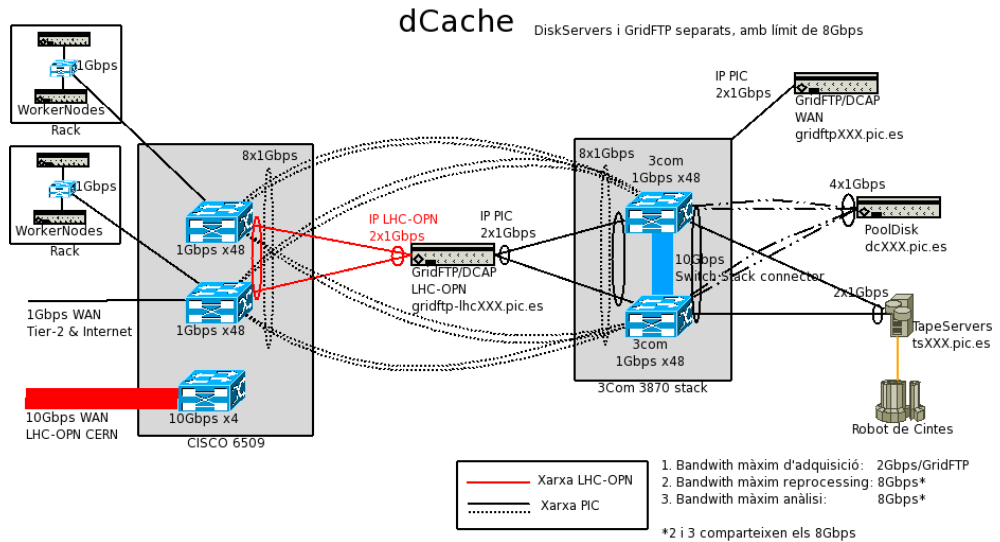 dCache
DiskServers i GridFTP separats, amb límit de 8Gbps
1Gbps
WorkerNodes
Rack
1Gbps
WorkerNodes
Rack
8x1Gbps
1Gbps x48
1Gbps x48
10Gbps x4
CISCO 6509
1Gbps WAN
Tier-2 & Internet
10Gbps WAN
LHC-OPN CERN
IP LHC-OPN
2x1Gbps
IP PIC
2x1Gbps
GridFTP/DCAP
LHC-OPN
gridftp-lhcXXX.pic.es
8x1Gbps
3com
1Gbps x48
10Gbps
Switch Stack connector
3com
1Gbps x48
3Com 3870 stack
IP PIC
2x1Gbps
GridFTP/DCAP
WAN
gridftpXXX.pic.es
4x1Gbps
PoolDisk
dcXXX.pic.es
2x1Gbps
TapeServers
tsXXX.pic.es
Robot de Cintes
Xarxa LHC-OPN
Xarxa PIC
1. Bandwith màxim d'adquisició: 2Gbps/GridFTP
2. Bandwith màxim reprocessing: 8Gbps*
3. Bandwith màxim anàlisi: 8Gbps*
*2 i 3 comparteixen els 8Gbps